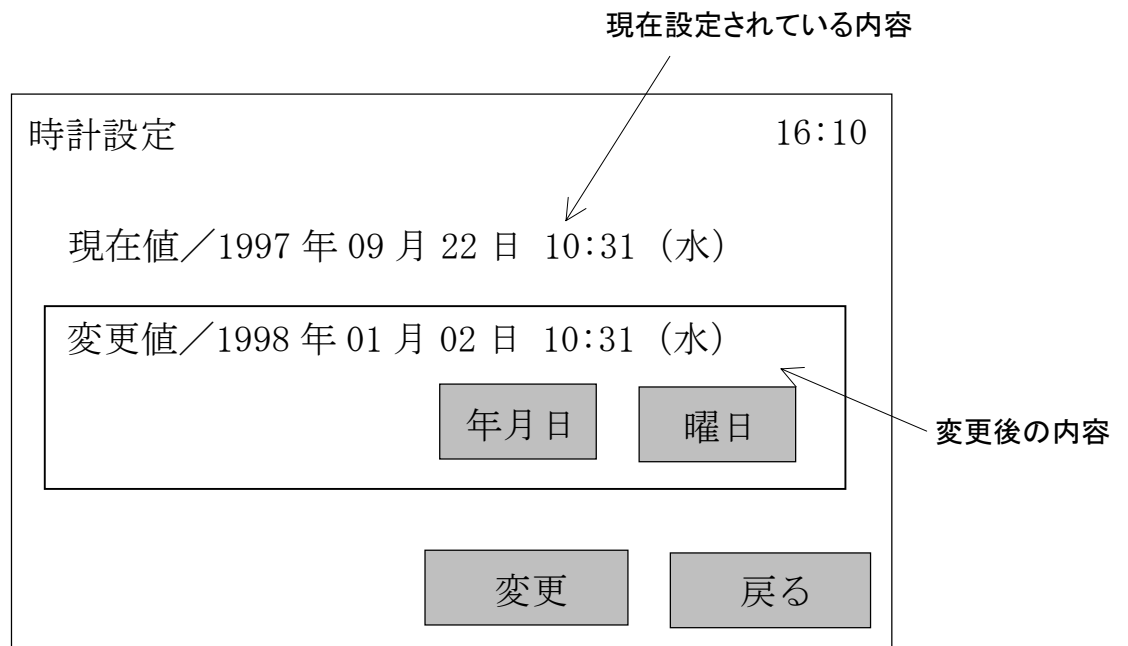 現在設定されている内容
時計設定 16:10
現在値／1997 年 09 月 22 日 10:31（水）
変更値／1998 年 01 月 02 日 10:31（水）
年月日 曜日
変更後の内容
変更 戻る